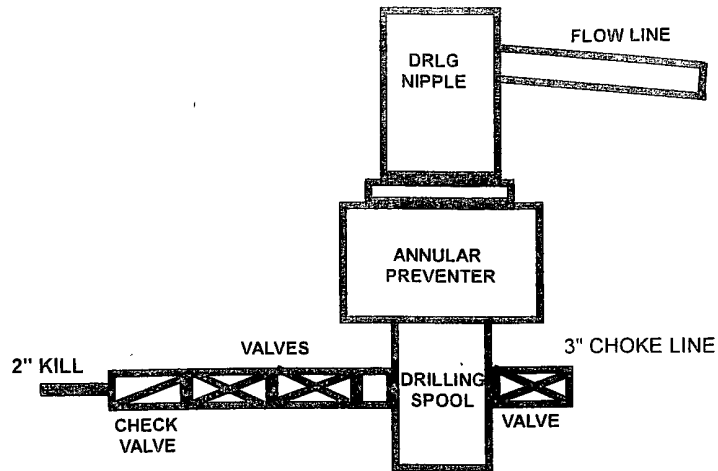 FLOW LINE
DRLG
NIPPLE
ANNULAR
PREVENTER
VALVES
3" CHOKE LINE
2" KILL
DRILLING
SPOOL
CHECK
VALVE
VALVE